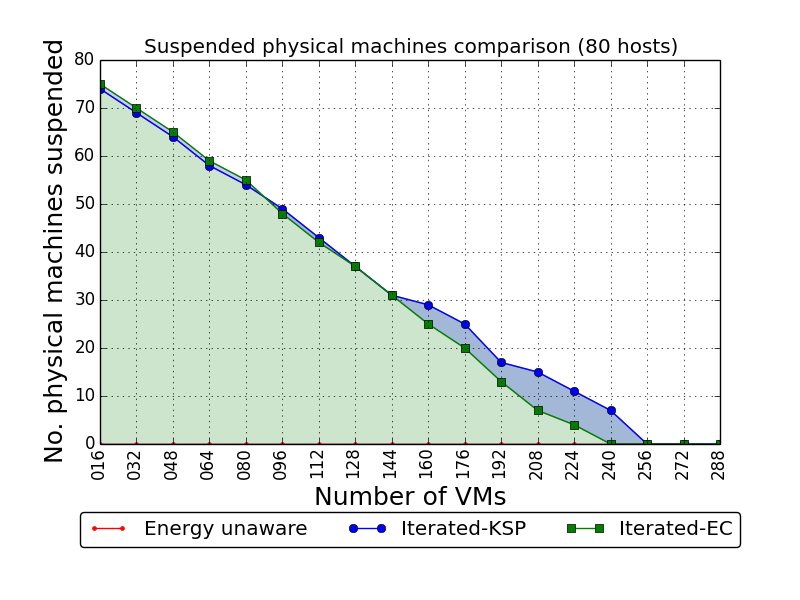 Suspended physical machines comparison (80 hosts)
No. physical machines suspended
80
70
60
50
40
30
20
10
0
016 032 048 064 080 096 112 128 144 160 176 192 208 224 240 256 272 288
Number of VMs
Energy unaware Iterated-KSP Iterated-EC